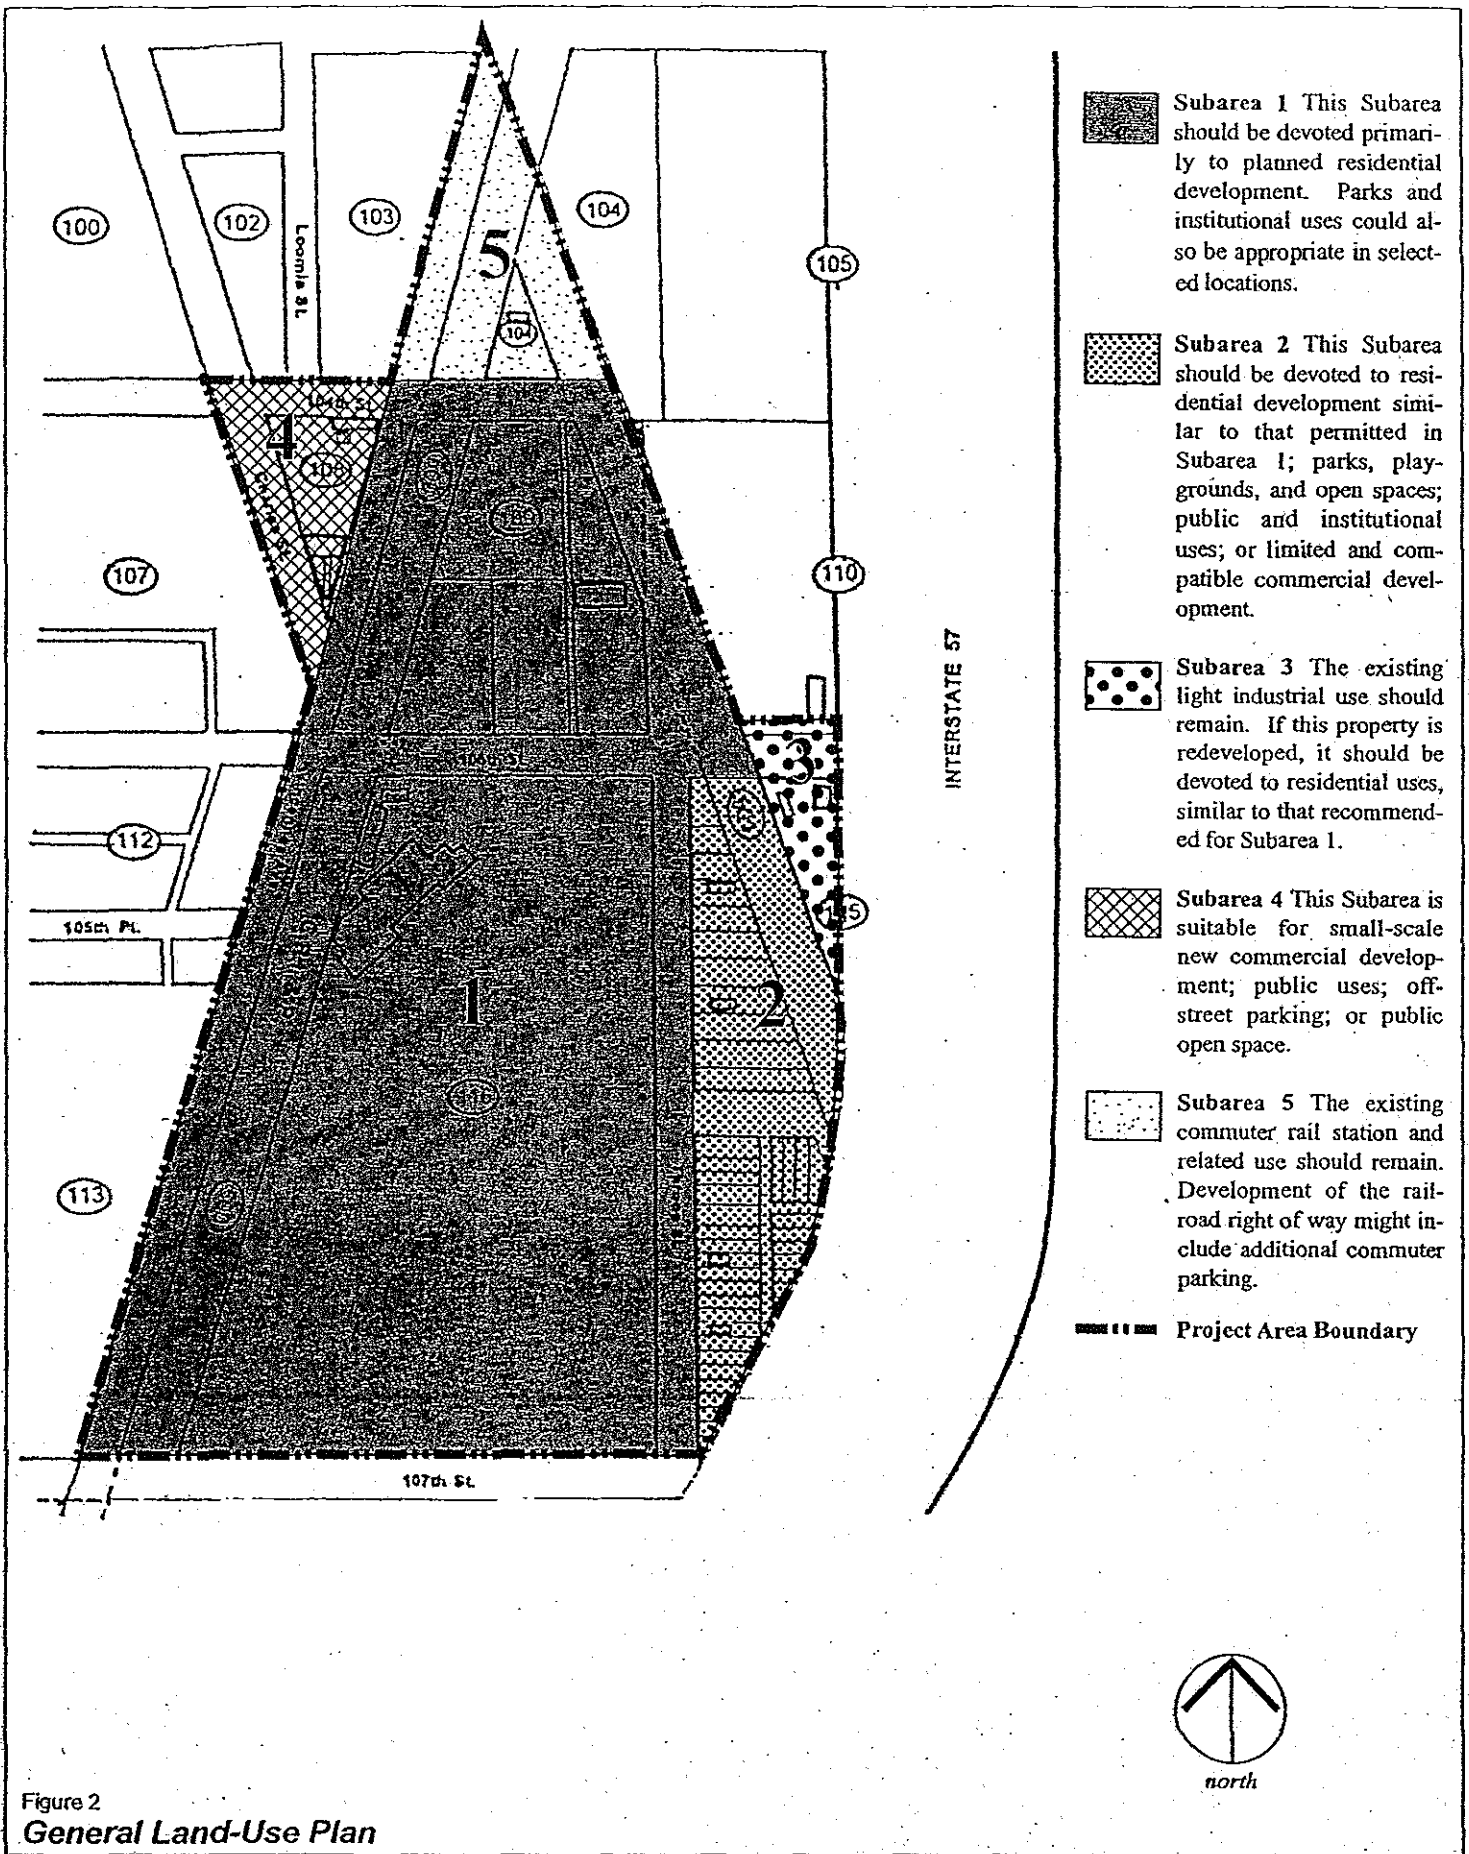 100
102
Loomis St.
103
5
104
104
105
Subarea 1 This Subarea
should be devoted primari-
ly to planned residential
development. Parks and
institutional uses could al-
so be appropriate in select-
ed locations.
Subarea 2 This Subarea
should be devoted to resi-
dential development simi-
lar to that permitted in
Subarea 1; parks, play-
grounds, and open spaces;
public and institutional
uses; or limited and com-
patible commercial devel-
opment.
Subarea 3 The existing
light industrial use should
remain. If this property is
redeveloped, it should be
devoted to residential uses,
similar to that recommend-
ed for Subarea 1.
Subarea 4 This Subarea is
suitable for small-scale
new commercial develop-
ment; public uses; off-
street parking; or public
open space.
Subarea 5 The existing
commuter rail station and
related use should remain.
Development of the rail-
road right of way might in-
clude additional commuter
parking.
Project Area Boundary
104th St.
4
108
Charles St.
107
110
INTERSTATE 57
3
112
105th Pl.
1
2
113
107th St.
north
Figure 2
General Land-Use Plan